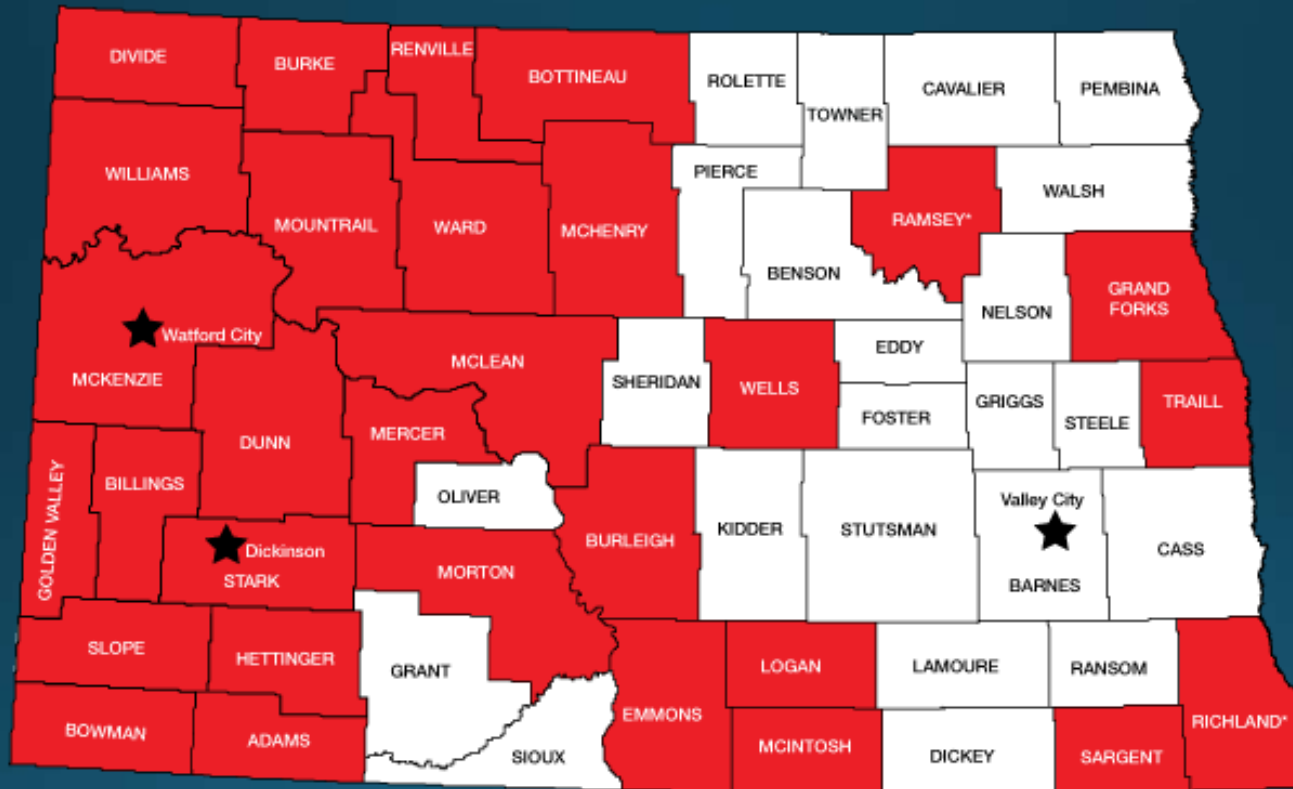 DIVIDE
BURKE
RENVILLE
BOTTINEAU
ROLETTE
TOWNER
CAVALIER
PEMBINA
WILLIAMS
MOUNTRAIL
WARD
MCHENRY
PIERCE
BENSON
RAMSEY*
WALSH
NELSON
GRAND
FORKS
Watford City
MCKENZIE
MCLEAN
SHERIDAN
WELLS
EDDY
FOSTER
GRIGGS
STEELE
TRAILL
GOLDEN VALLEY
BILLINGS
DUNN
MERCER
OLIVER
Dickinson
STARK
MORTON
BURLEIGH
KIDDER
STUTSMAN
Valley City
BARNES
CASS
SLOPE
HETTINGER
GRANT
EMMONS
LOGAN
LAMOURE
RANSOM
RICHLAND*
BOWMAN
ADAMS
SIOUX
MCINTOSH
DICKEY
SARGENT